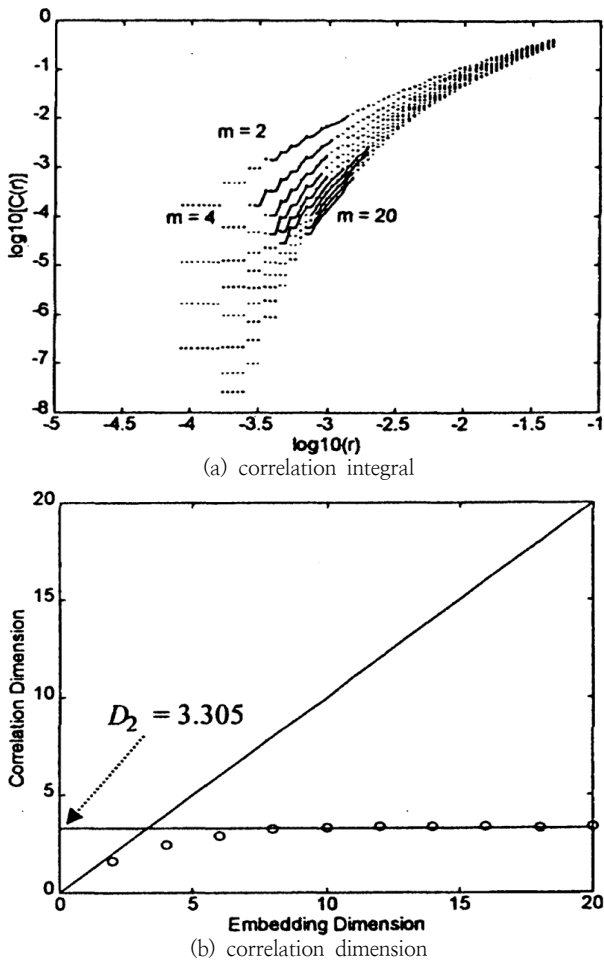 0
-1
-2
-3
-4
-5
-6
-7
-8
log10[C(r)]
m = 2
m = 4
m = 20
-5 -4.5 -4 -3.5 -3 -2.5 -2 -1.5 -1
log10(r)
(a) correlation integral
20
15
10
5
0
Correlation Dimension
D₂ = 3.305
0 5 10 15 20
Embedding Dimension
(b) correlation dimension